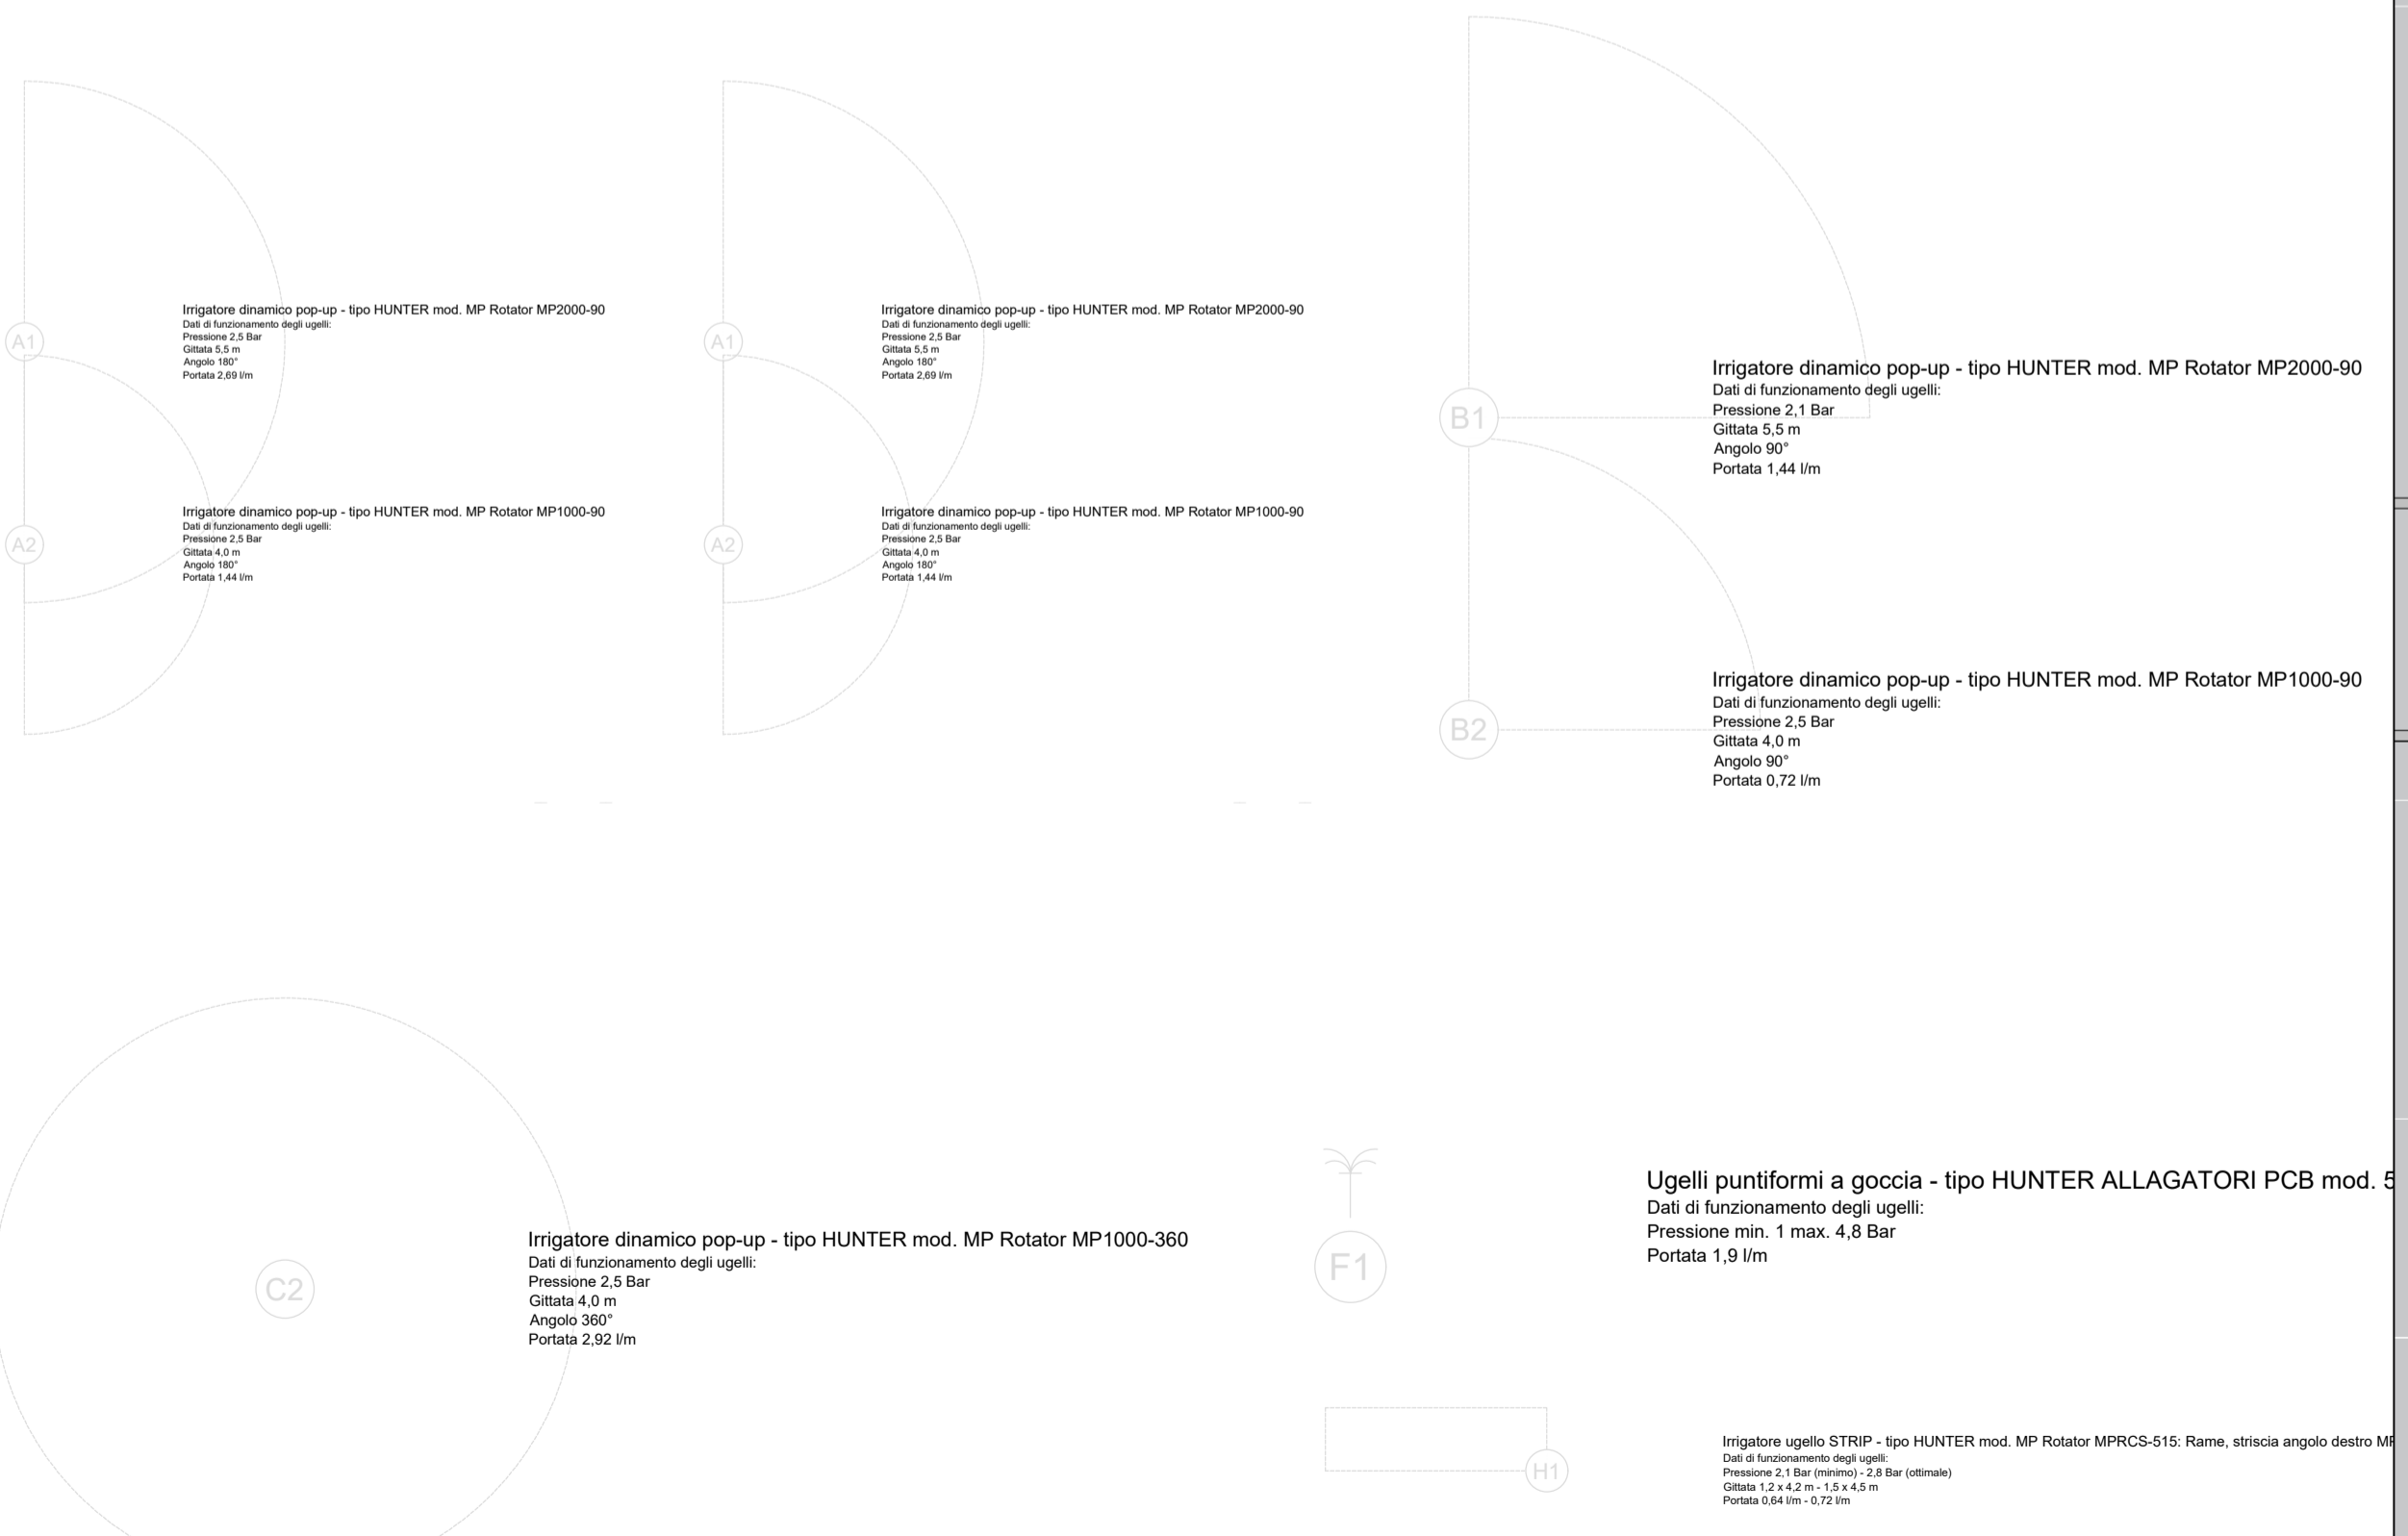 A1
Irrigatore dinamico pop-up - tipo HUNTER mod. MP Rotator MP2000-90
Dati di funzionamento degli ugelli:
Pressione 2,5 Bar
Gittata 5,5 m
Angolo 180°
Portata 2,69 l/m
A2
Irrigatore dinamico pop-up - tipo HUNTER mod. MP Rotator MP1000-90
Dati di funzionamento degli ugelli:
Pressione 2,5 Bar
Gittata 4,0 m
Angolo 180°
Portata 1,44 l/m
A1
Irrigatore dinamico pop-up - tipo HUNTER mod. MP Rotator MP2000-90
Dati di funzionamento degli ugelli:
Pressione 2,5 Bar
Gittata 5,5 m
Angolo 180°
Portata 2,69 l/m
A2
Irrigatore dinamico pop-up - tipo HUNTER mod. MP Rotator MP1000-90
Dati di funzionamento degli ugelli:
Pressione 2,5 Bar
Gittata 4,0 m
Angolo 180°
Portata 1,44 l/m
B1
Irrigatore dinamico pop-up - tipo HUNTER mod. MP Rotator MP2000-90
Dati di funzionamento degli ugelli:
Pressione 2,1 Bar
Gittata 5,5 m
Angolo 90°
Portata 1,44 l/m
B2
Irrigatore dinamico pop-up - tipo HUNTER mod. MP Rotator MP1000-90
Dati di funzionamento degli ugelli:
Pressione 2,5 Bar
Gittata 4,0 m
Angolo 90°
Portata 0,72 l/m
C2
Irrigatore dinamico pop-up - tipo HUNTER mod. MP Rotator MP1000-360
Dati di funzionamento degli ugelli:
Pressione 2,5 Bar
Gittata 4,0 m
Angolo 360°
Portata 2,92 l/m
F1
Ugelli puntiformi a goccia - tipo HUNTER ALLAGATORI PCB mod. 5
Dati di funzionamento degli ugelli:
Pressione min. 1 max. 4,8 Bar
Portata 1,9 l/m
H1
Irrigatore ugello STRIP - tipo HUNTER mod. MP Rotator MPRCS-515: Rame, striscia angolo destro
Dati di funzionamento degli ugelli:
Pressione 2,1 Bar (minimo) - 2,8 Bar (ottimale)
Gittata 1,2 x 4,2 m - 1,5 x 4,5 m
Portata 0,64 l/m - 0,72 l/m